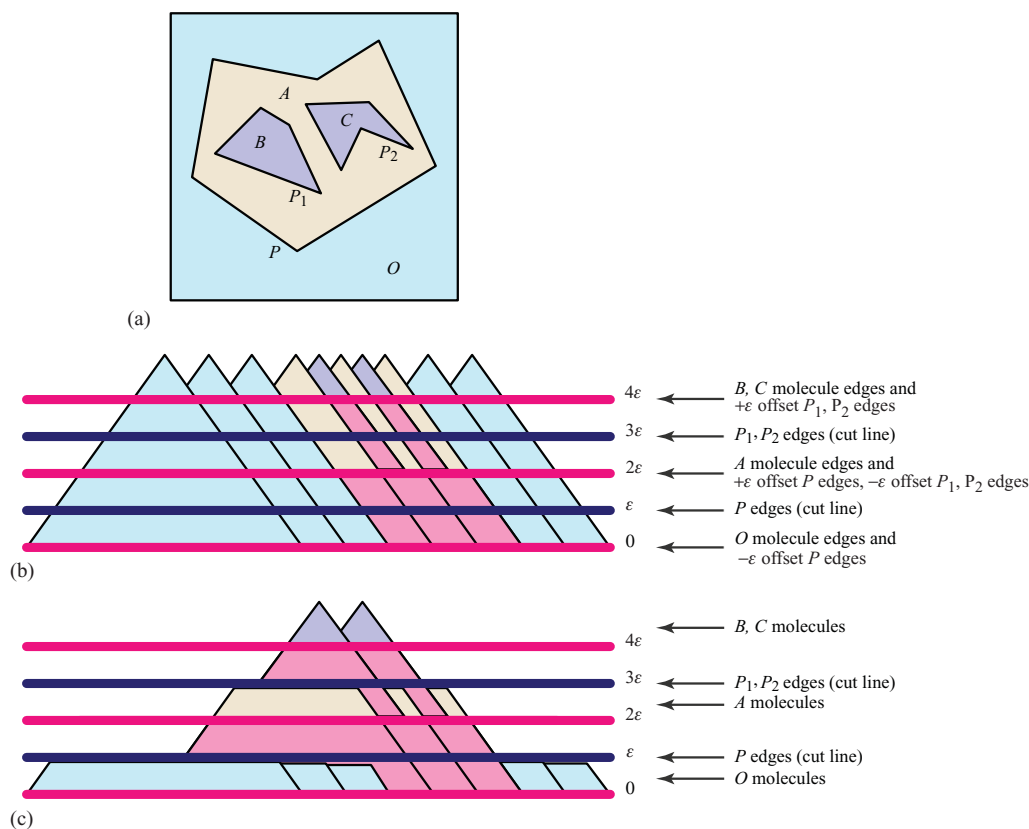 A
C
B
P2
P1
P
O
(a)
4ε
B, C molecule edges and
+ε offset P1, P2 edges
3ε
P1, P2 edges (cut line)
2ε
A molecule edges and
+ε offset P edges, −ε offset P1, P2 edges
ε
P edges (cut line)
0
O molecule edges and
−ε offset P edges
(b)
B, C molecules
4ε
3ε
P1, P2 edges (cut line)
A molecules
2ε
ε
P edges (cut line)
O molecules
0
(c)